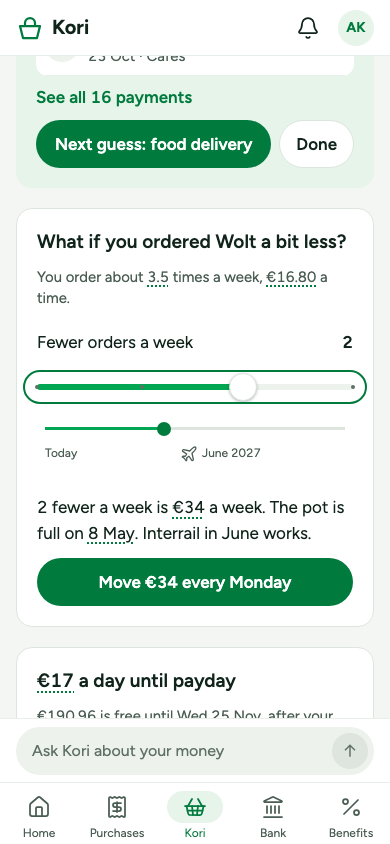 Kori
AK
23 Oct · Cafés
See all 16 payments
Next guess: food delivery
Done
What if you ordered Wolt a bit less?
You order about 3.5 times a week, €16.80 a
time.
Fewer orders a week
2
Today
June 2027
2 fewer a week is €34 a week. The pot is
full on 8 May. Interrail in June works.
Move €34 every Monday
€17 a day until payday
€190.96 is free until Wed 25 Nov, after your
Ask Kori about your money
Home
Purchases
Kori
Bank
Benefits